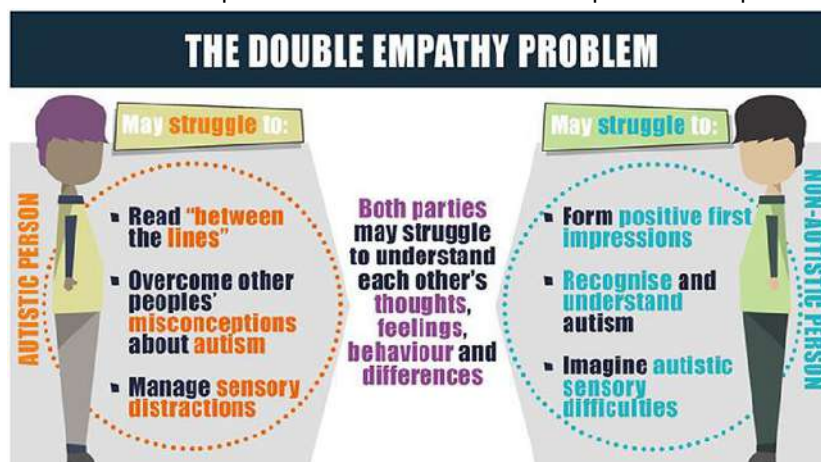 THE DOUBLE EMPATHY PROBLEM
AUTISTIC PERSON
May struggle to:
▪ Read “between
the lines”
▪ Overcome other
peoples’
misconceptions
about autism
▪ Manage sensory
distractions
Both parties
may struggle
to understand
each other’s
thoughts,
feelings,
behaviour and
differences
May struggle to:
▪ Form positive first
impressions
▪ Recognise and
understand
autism
▪ Imagine autistic
sensory
difficulties
NON-AUTISTIC PERSON